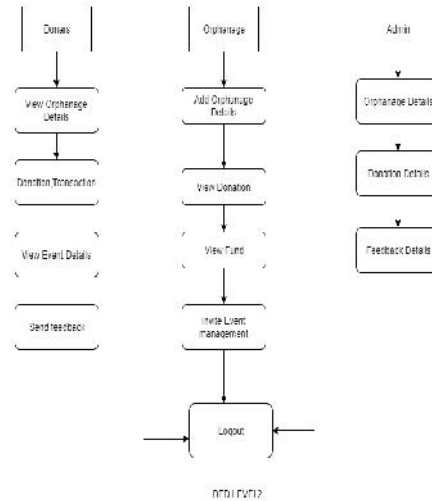 Donars
Orphanage
Admin
View Orphanage
Details
Add Orphanage
Details
Orphanage Details
Donation Transaction
View Donation
Donation Details
View Event Details
View Fund
Feedback Details
Send feedback
Invite Event
management
Logout
DFD LEVEL2